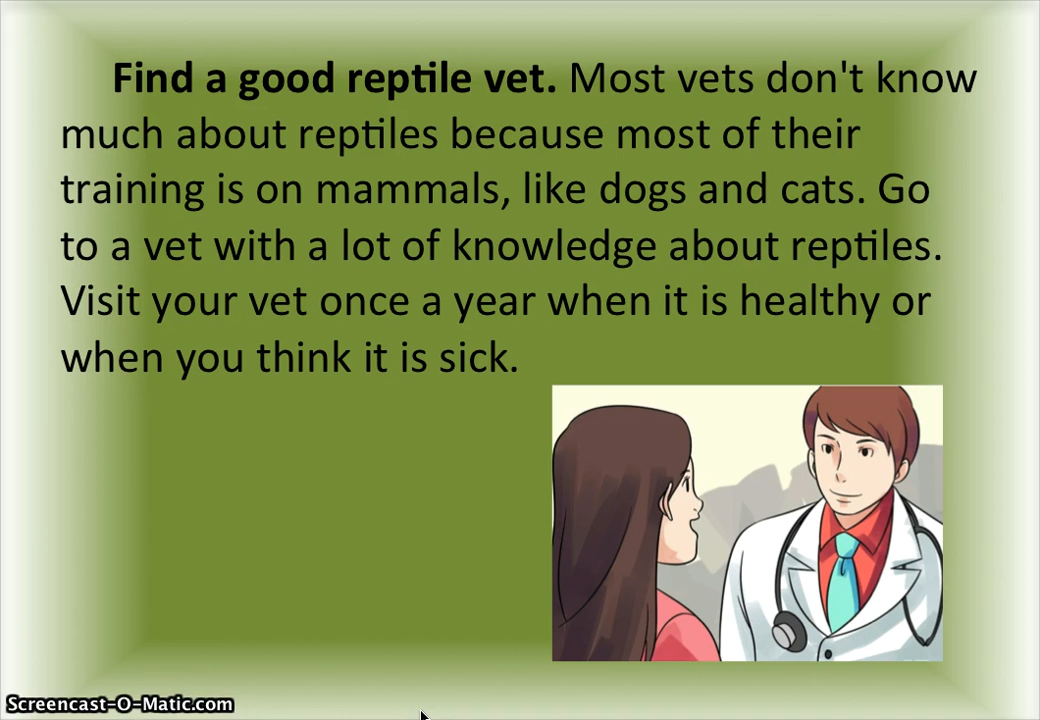 Find a good reptile vet. Most vets don't know
much about reptiles because most of their
training is on mammals, like dogs and cats. Go
to a vet with a lot of knowledge about reptiles.
Visit your vet once a year when it is healthy or
when you think it is sick.
Screencast-O-Matic.com